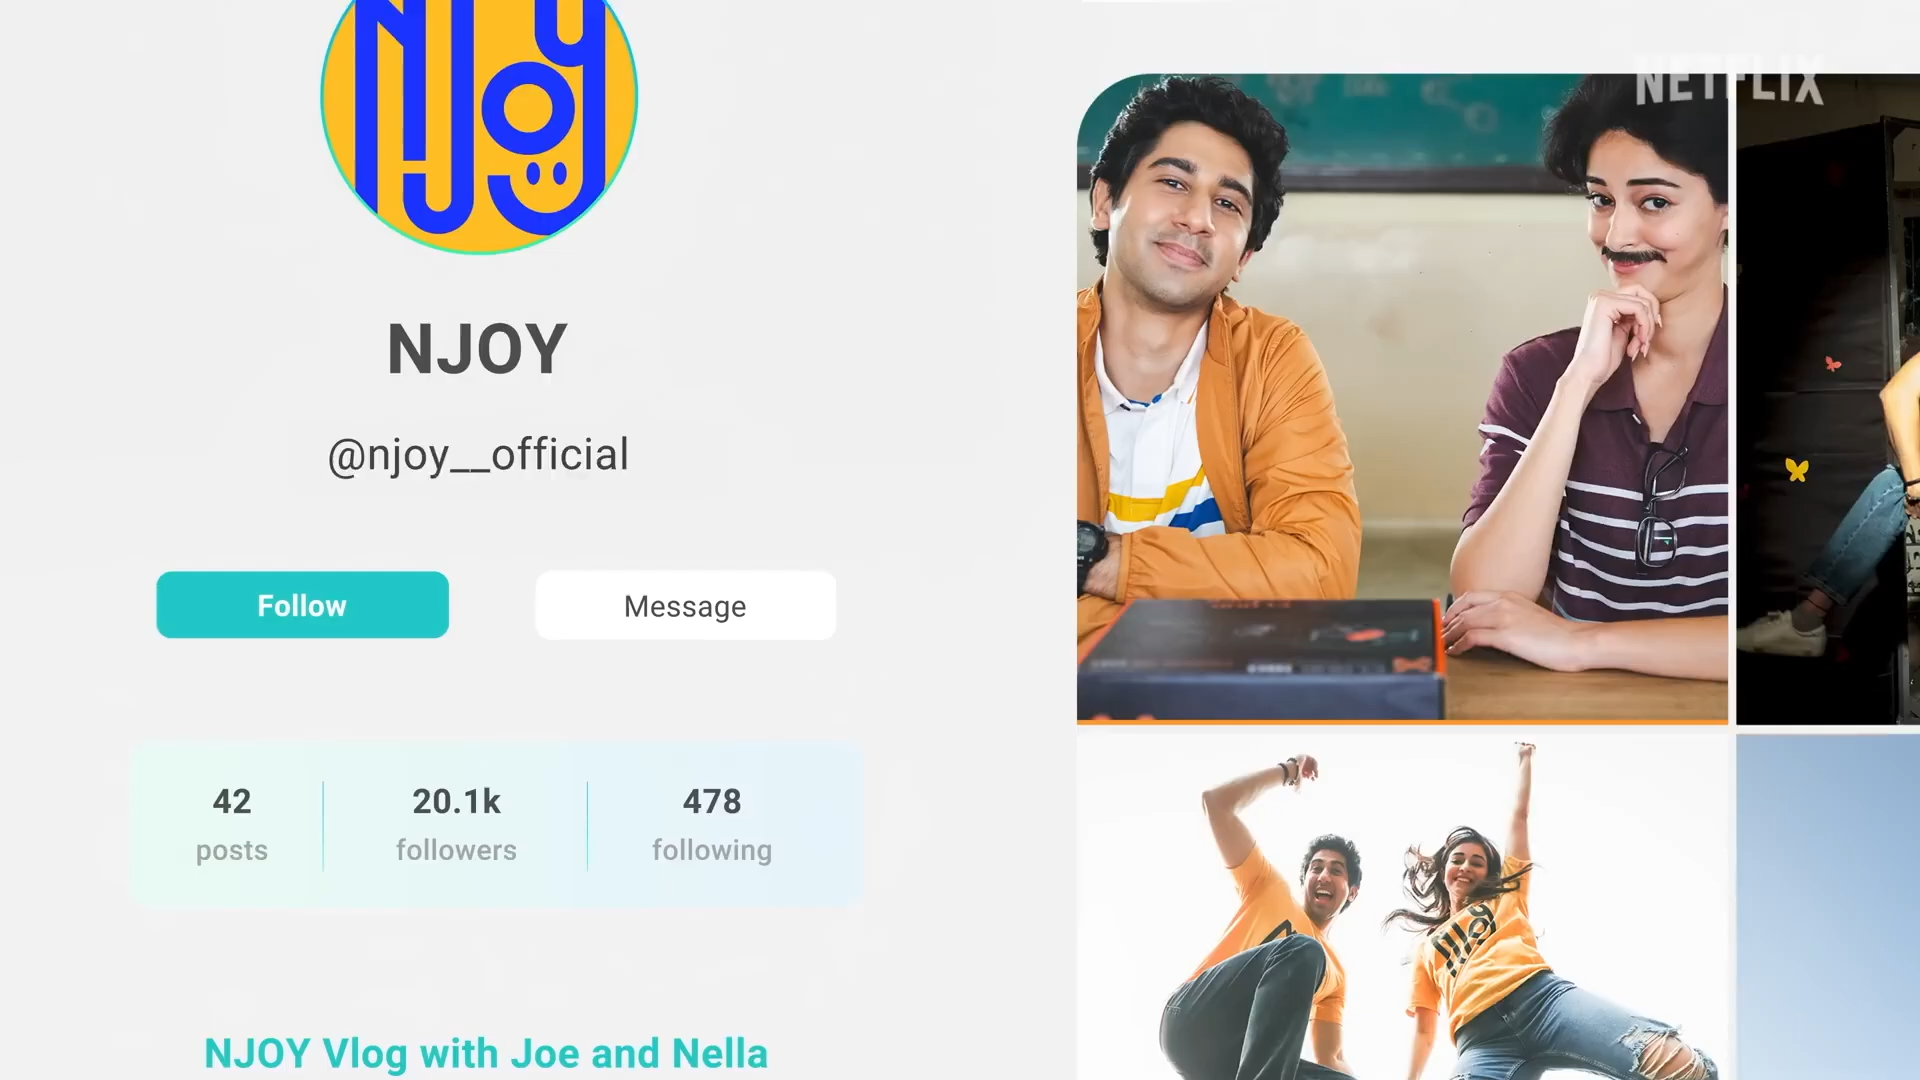 NJOY
NETFLIX
NJOY
@njoy__official
Follow
Message
42
posts
20.1k
followers
478
following
NJOY
NJOY Vlog with Joe and Nella